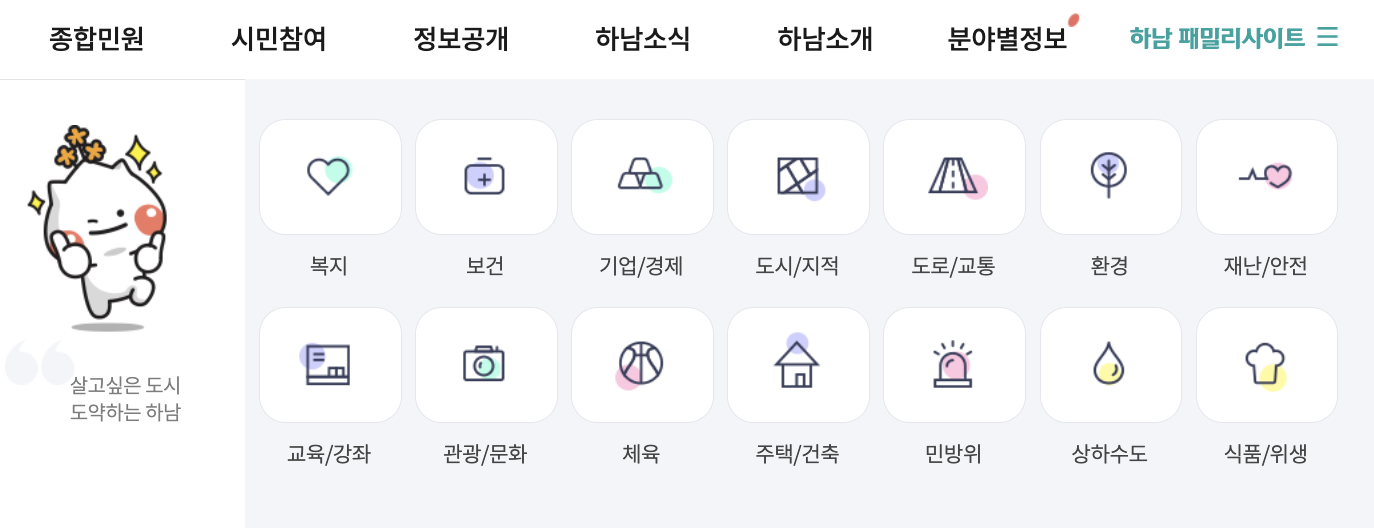 종합민원 시민참여 정보공개 하남소식 하남소개 분야별정보 하남 패밀리사이트
복지 보건 기업/경제 도시/지적 도로/교통 환경 재난/안전
교육/강좌 관광/문화 체육 주택/건축 민방위 상하수도 식품/위생
살고싶은 도시
도약하는 하남